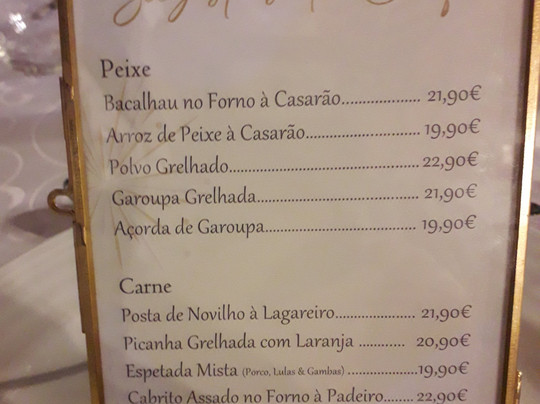 Peixe
Bacalhau no Forno à Casarão.................... 21,90€
Arroz de Peixe à Casarão............................. 19,90€
Polvo Grelhado................................................ 22,90€
Garoupa Grelhada......................................... 21,90€
Açorda de Garoupa...................................... 19,90€
Carne
Posta de Novilho à Lagareiro.................... 21,90€
Picanha Grelhada com Laranja ............ 20,90€
Espetada Mista (Porco, Lulas & Gambas) ..................19,90€
Cabrito Assado no Forno à Padeiro........ 22,90€